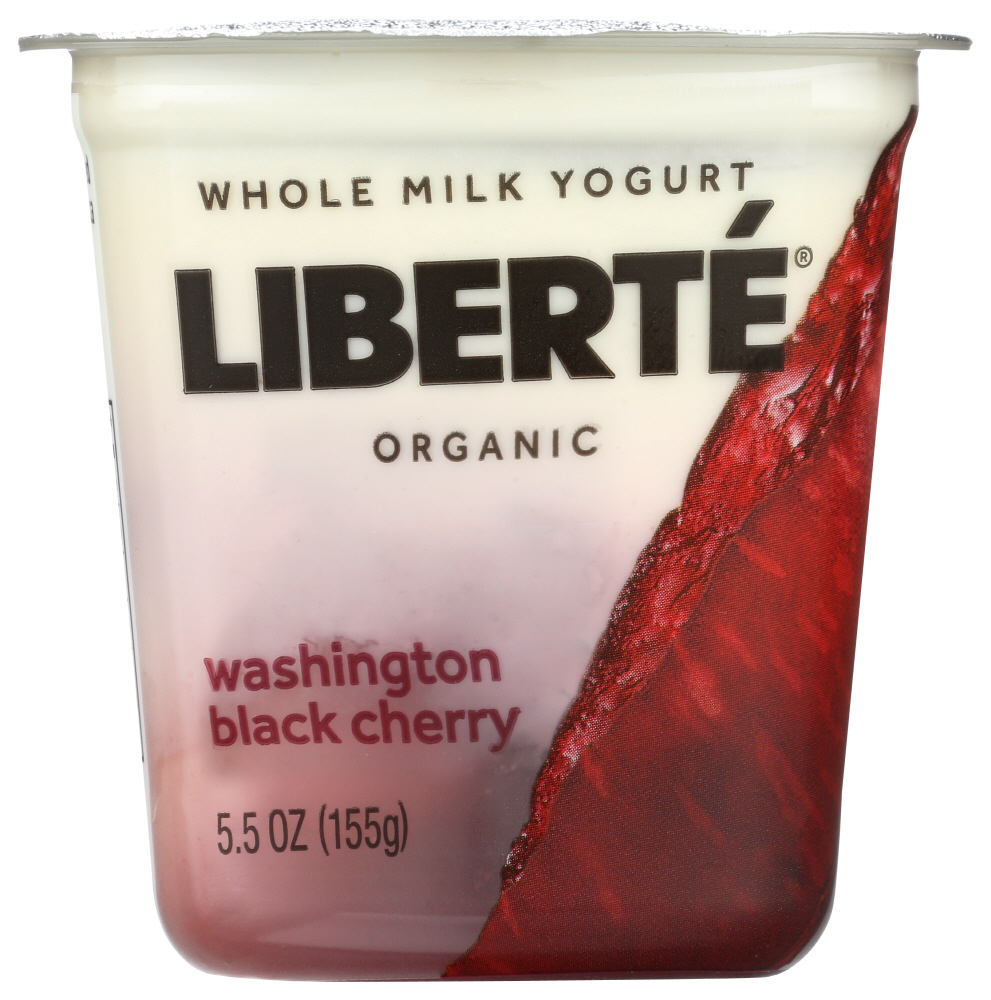 WHOLE MILK YOGURT
LIBERTÉ®
ORGANIC
washington
black cherry
5.5 OZ (155g)